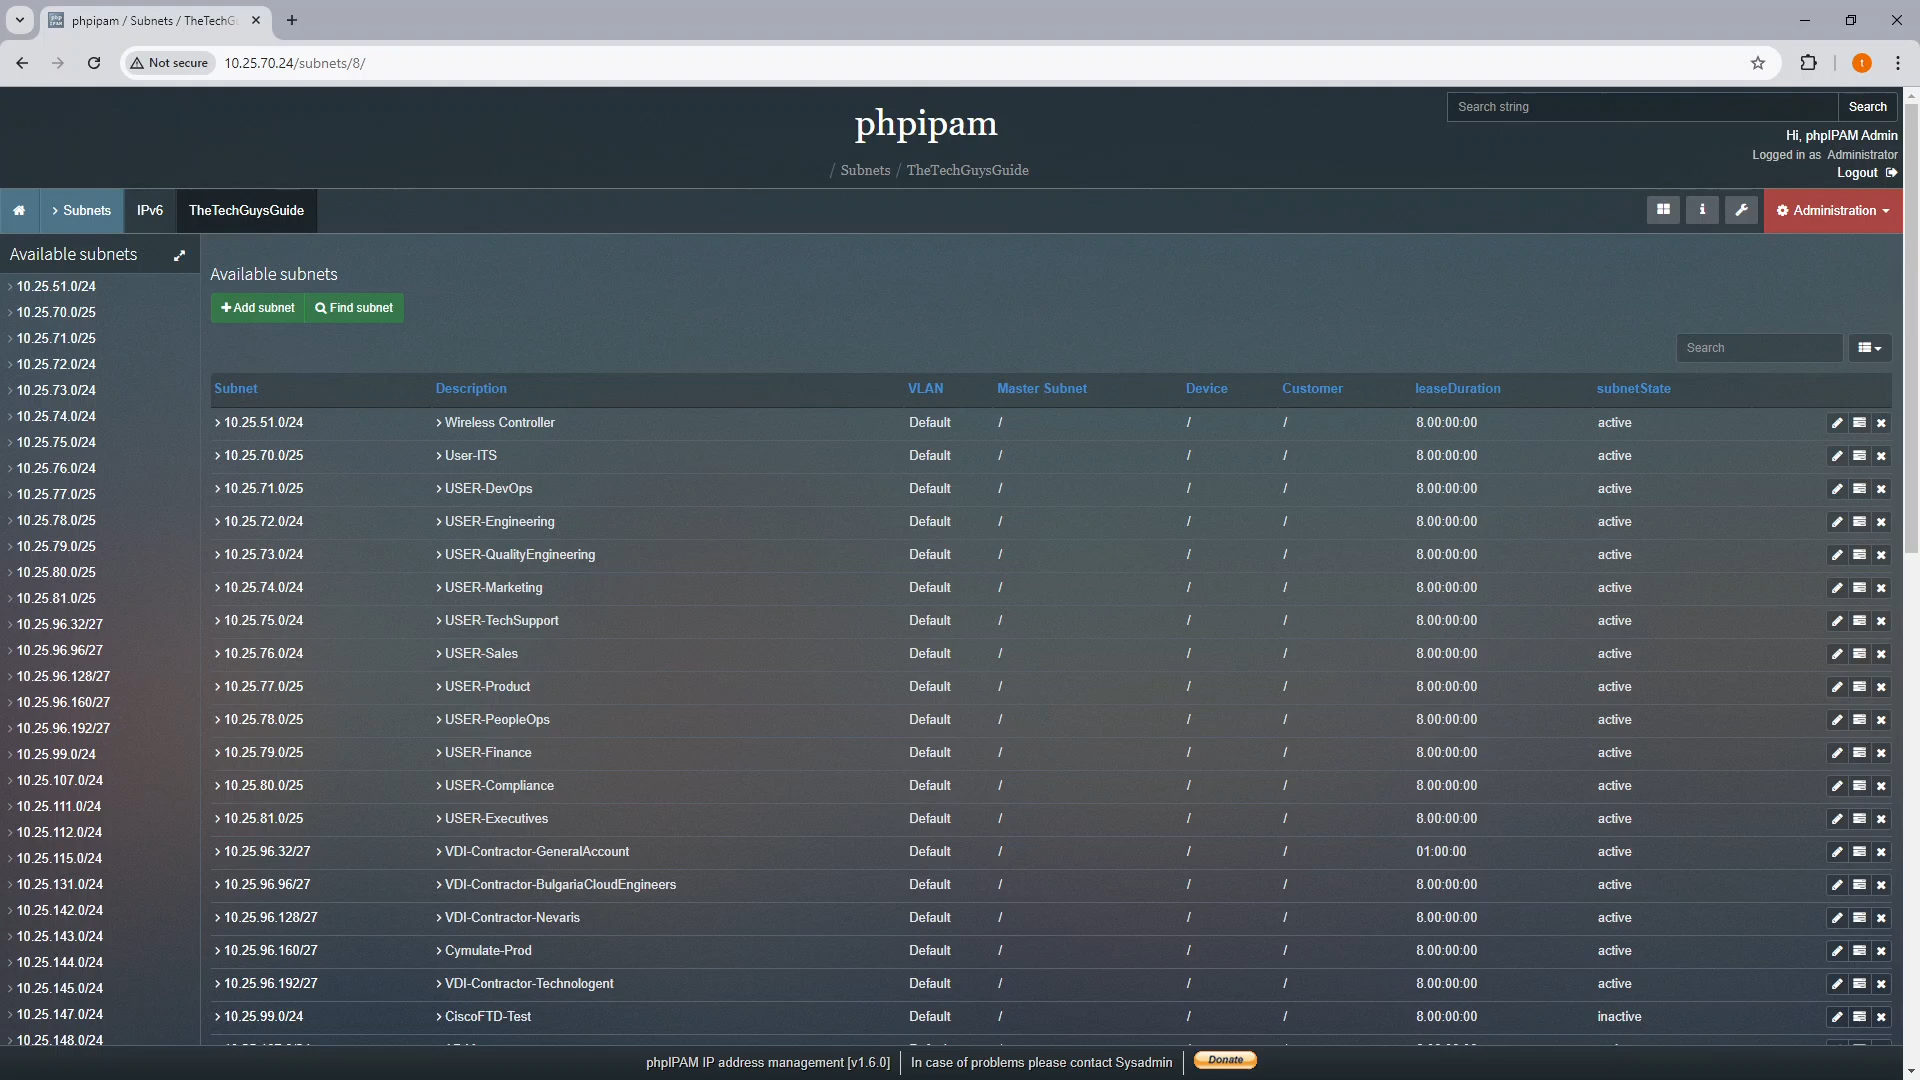 phpipam / Subnets / TheTechG
Not secure
10.25.70.24/subnets/8/
t
phpipam
/ Subnets / TheTechGuysGuide
Search string
Search
Hi, phpIPAM Admin
Logged in as Administrator
Logout
Subnets
IPv6
TheTechGuysGuide
Administration
Available subnets
10.25.51.0/24
10.25.70.0/25
10.25.71.0/25
10.25.72.0/24
10.25.73.0/24
10.25.74.0/24
10.25.75.0/24
10.25.76.0/24
10.25.77.0/25
10.25.78.0/25
10.25.79.0/25
10.25.80.0/25
10.25.81.0/25
10.25.96.32/27
10.25.96.96/27
10.25.96.128/27
10.25.96.160/27
10.25.96.192/27
10.25.99.0/24
10.25.107.0/24
10.25.111.0/24
10.25.112.0/24
10.25.115.0/24
10.25.131.0/24
10.25.142.0/24
10.25.143.0/24
10.25.144.0/24
10.25.145.0/24
10.25.147.0/24
10.25.148.0/24
Available subnets
Add subnet Find subnet
Search
Subnet Description VLAN Master Subnet Device Customer leaseDuration subnetState
10.25.51.0/24 Wireless Controller Default / / / 8.00:00:00 active
10.25.70.0/25 User-ITS Default / / / 8.00:00:00 active
10.25.71.0/25 USER-DevOps Default / / / 8.00:00:00 active
10.25.72.0/24 USER-Engineering Default / / / 8.00:00:00 active
10.25.73.0/24 USER-QualityEngineering Default / / / 8.00:00:00 active
10.25.74.0/24 USER-Marketing Default / / / 8.00:00:00 active
10.25.75.0/24 USER-TechSupport Default / / / 8.00:00:00 active
10.25.76.0/24 USER-Sales Default / / / 8.00:00:00 active
10.25.77.0/25 USER-Product Default / / / 8.00:00:00 active
10.25.78.0/25 USER-PeopleOps Default / / / 8.00:00:00 active
10.25.79.0/25 USER-Finance Default / / / 8.00:00:00 active
10.25.80.0/25 USER-Compliance Default / / / 8.00:00:00 active
10.25.81.0/25 USER-Executives Default / / / 8.00:00:00 active
10.25.96.32/27 VDI-Contractor-GeneralAccount Default / / / 01:00:00 active
10.25.96.96/27 VDI-Contractor-BulgariaCloudEngineers Default / / / 8.00:00:00 active
10.25.96.128/27 VDI-Contractor-Nevaris Default / / / 8.00:00:00 active
10.25.96.160/27 Cymulate-Prod Default / / / 8.00:00:00 active
10.25.96.192/27 VDI-Contractor-Technologent Default / / / 8.00:00:00 active
10.25.99.0/24 CiscoFTD-Test Default / / / 8.00:00:00 inactive
phpIPAM IP address management [v1.6.0] In case of problems please contact Sysadmin Donate